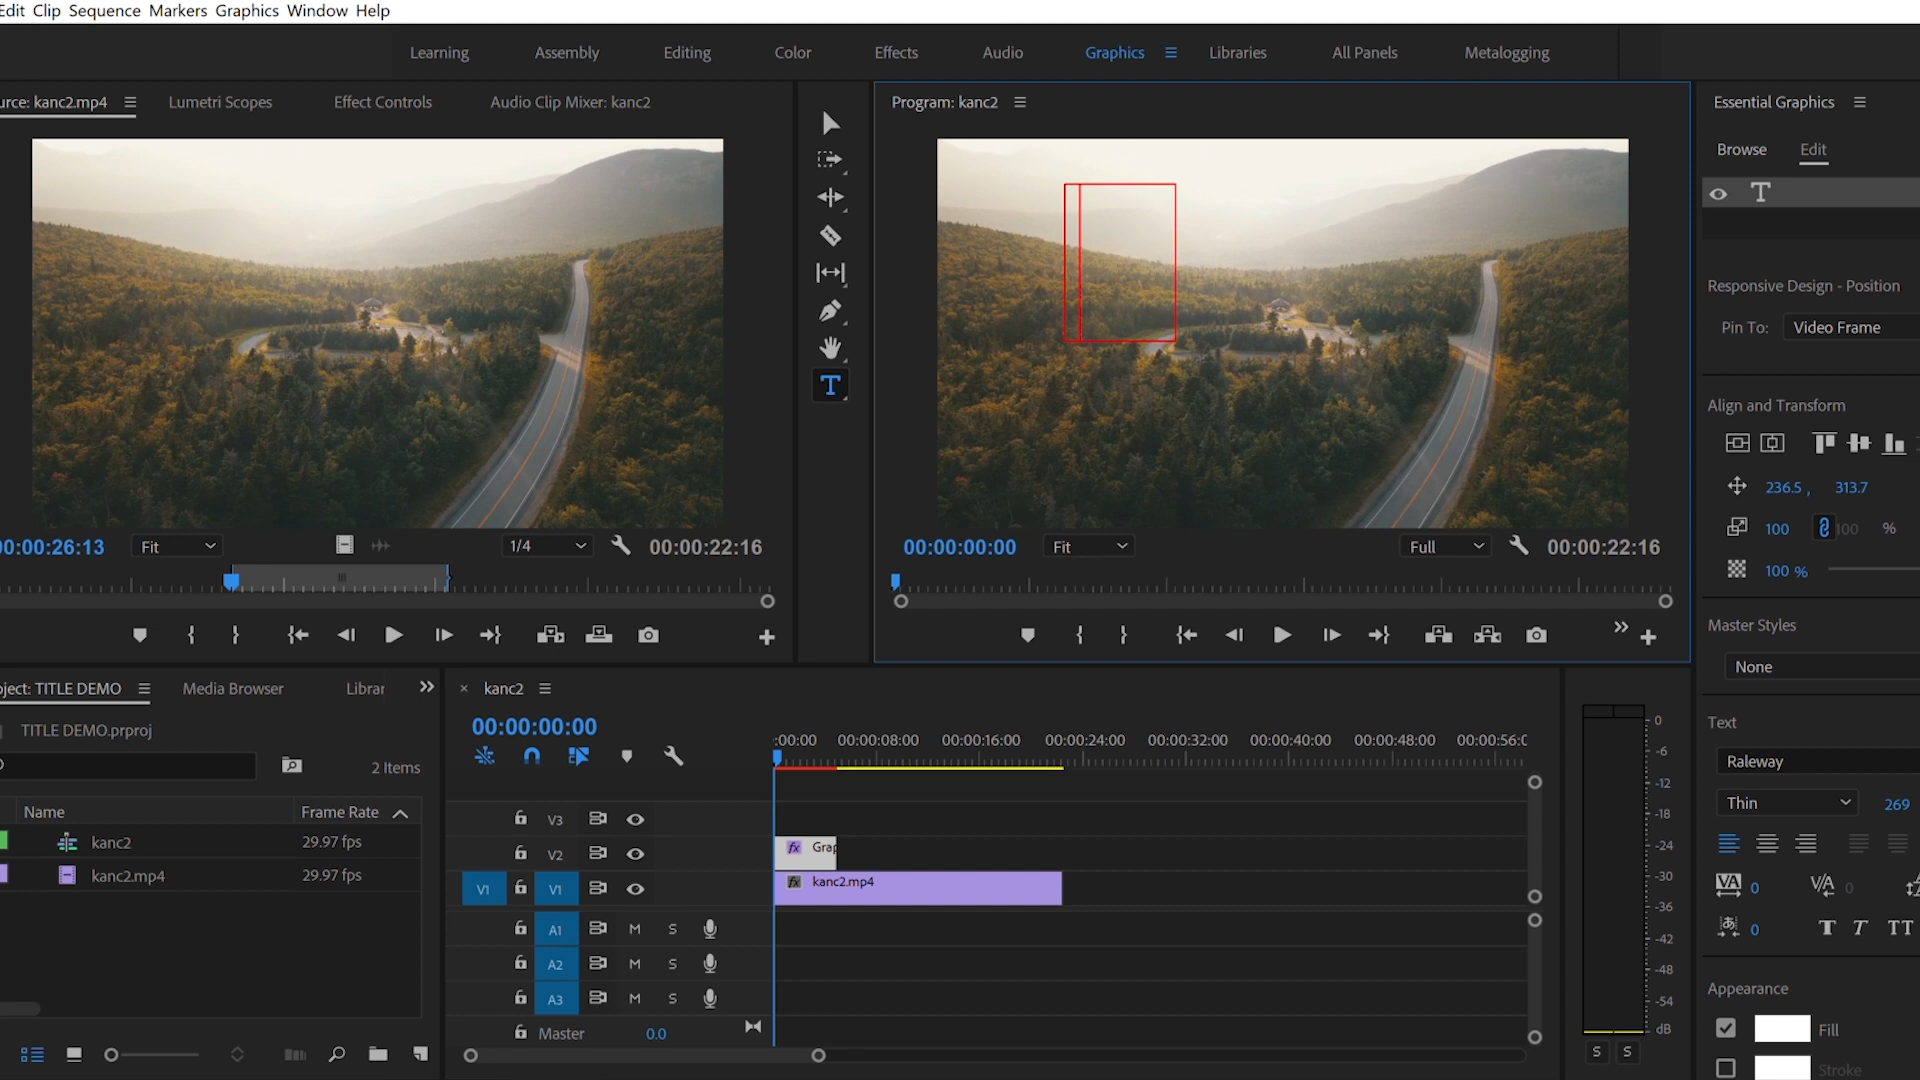 Edit Clip Sequence Markers Graphics Window Help
Learning Assembly Editing Color Effects Audio Graphics Libraries All Panels Metalogging
urce: kanc2.mp4 Lumetri Scopes Effect Controls Audio Clip Mixer: kanc2
Program: kanc2
Essential Graphics
Browse Edit
T
Responsive Design - Position
Pin To: Video Frame
Align and Transform
236.5 , 313.7
100 100 %
100 %
00:00:26:13 Fit 1/4 00:00:22:16
00:00:00:00 Fit Full 00:00:22:16
Master Styles
None
Text
Raleway
Thin 269
VA 0 V/A 0
あ 0 T T TT
Appearance
Fill
Stroke
ject: TITLE DEMO Media Browser Librar
TITLE DEMO.prproj
2 Items
Name Frame Rate
kanc2 29.97 fps
kanc2.mp4 29.97 fps
× kanc2
00:00:00:00
:00:00 00:00:08:00 00:00:16:00 00:00:24:00 00:00:32:00 00:00:40:00 00:00:48:00 00:00:56:0
V3
V2 fx Grap
V1 V1 fx kanc2.mp4
A1 M S
A2 M S
A3 M S
Master 0.0
0
-6
-12
-18
-24
-30
-36
-42
-48
-54
dB
S S